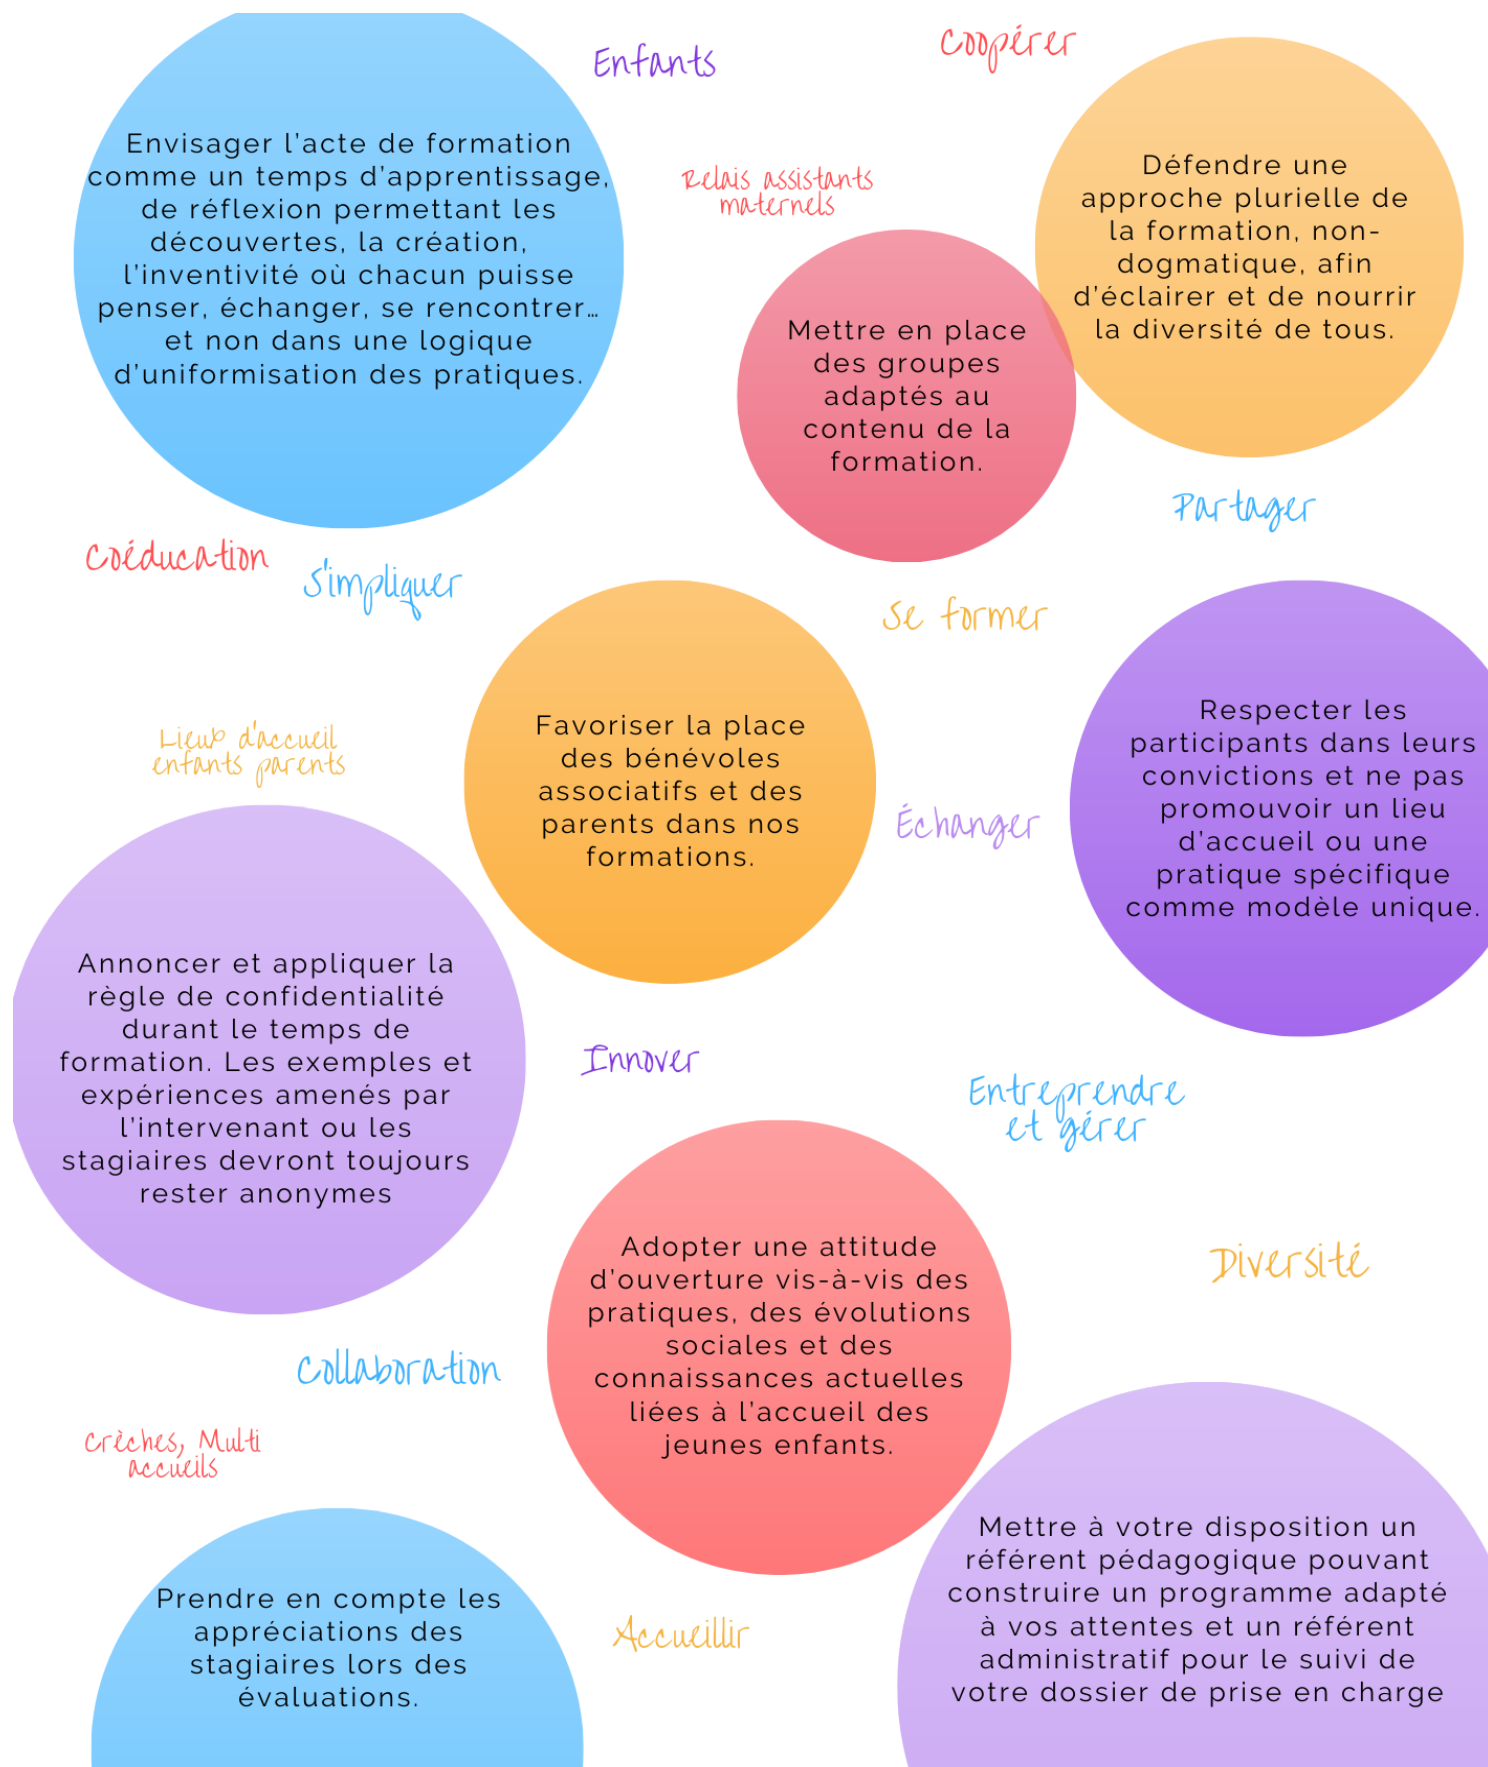 Enfants
Coopérer
Envisager l'acte de formation
comme un temps d'apprentissage,
de réflexion permettant les
découvertes, la création,
l'inventivité où chacun puisse
penser, échanger, se rencontrer…
et non dans une logique
d'uniformisation des pratiques.
Relais assistants
maternels
Défendre une
approche plurielle de
la formation, non-
dogmatique, afin
d'éclairer et de nourrir
la diversité de tous.
Mettre en place
des groupes
adaptés au
contenu de la
formation.
Partager
Coéducation
S'impliquer
Se former
Lieux d'accueil
enfants parents
Favoriser la place
des bénévoles
associatifs et des
parents dans nos
formations.
Échanger
Respecter les
participants dans leurs
convictions et ne pas
promouvoir un lieu
d'accueil ou une
pratique spécifique
comme modèle unique.
Annoncer et appliquer la
règle de confidentialité
durant le temps de
formation. Les exemples et
expériences amenés par
l'intervenant ou les
stagiaires devront toujours
rester anonymes
Innover
Entreprendre
et gérer
Adopter une attitude
d'ouverture vis-à-vis des
pratiques, des évolutions
sociales et des
connaissances actuelles
liées à l'accueil des
jeunes enfants.
Diversité
Collaboration
Crèches, Multi
accueils
Prendre en compte les
appréciations des
stagiaires lors des
évaluations.
Accueillir
Mettre à votre disposition un
référent pédagogique pouvant
construire un programme adapté
à vos attentes et un référent
administratif pour le suivi de
votre dossier de prise en charge